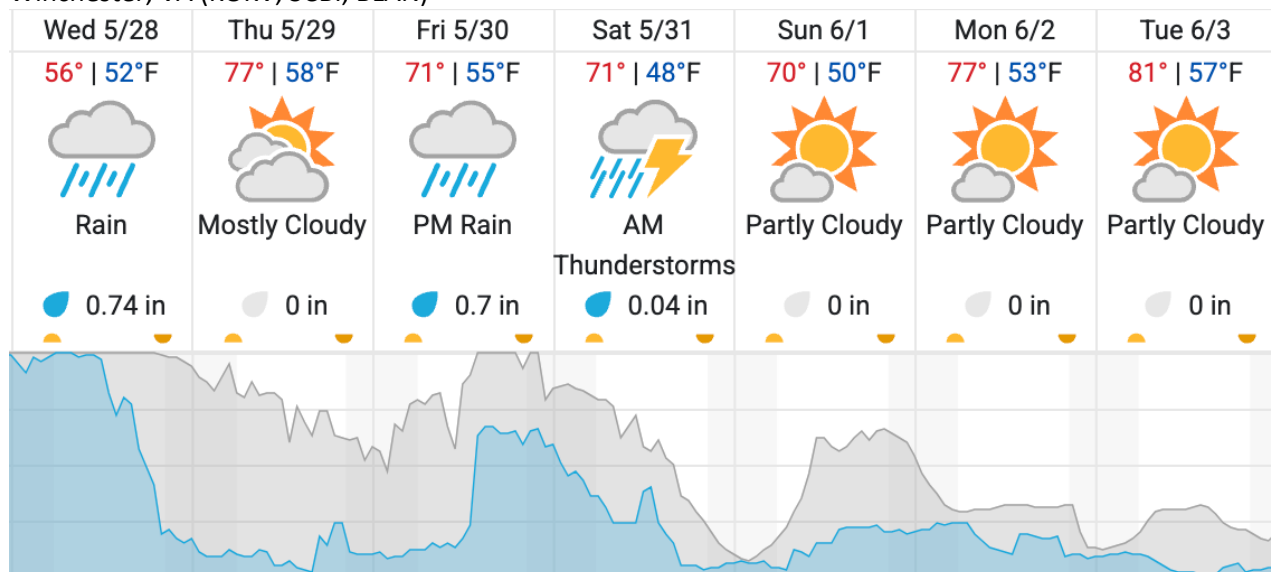 Wed 5/28 Thu 5/29 Fri 5/30 Sat 5/31 Sun 6/1 Mon 6/2 Tue 6/3
56° | 52°F 77° | 58°F 71° | 55°F 71° | 48°F 70° | 50°F 77° | 53°F 81° | 57°F
Rain Mostly Cloudy PM Rain AM Partly Cloudy Partly Cloudy Partly Cloudy
Thunderstorms
0.74 in 0 in 0.7 in 0.04 in 0 in 0 in 0 in